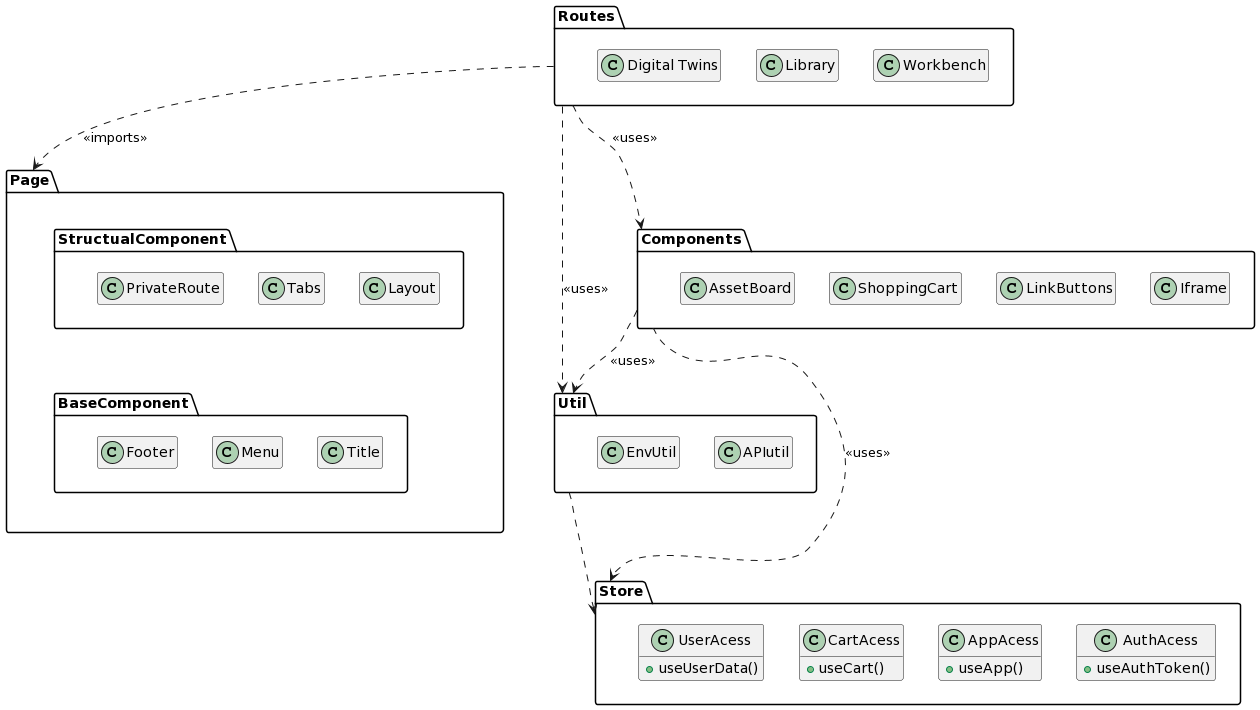 Routes
C Digital Twins
C Library
C Workbench
«imports»
«uses»
Page
StructualComponent
C PrivateRoute
C Tabs
C Layout
Components
C AssetBoard
C ShoppingCart
C LinkButtons
C Iframe
«uses»
«uses»
BaseComponent
C Footer
C Menu
C Title
Util
C EnvUtil
C APIutil
«uses»
Store
C UserAcess
useUserData()
C CartAcess
useCart()
C AppAcess
useApp()
C AuthAcess
useAuthToken()